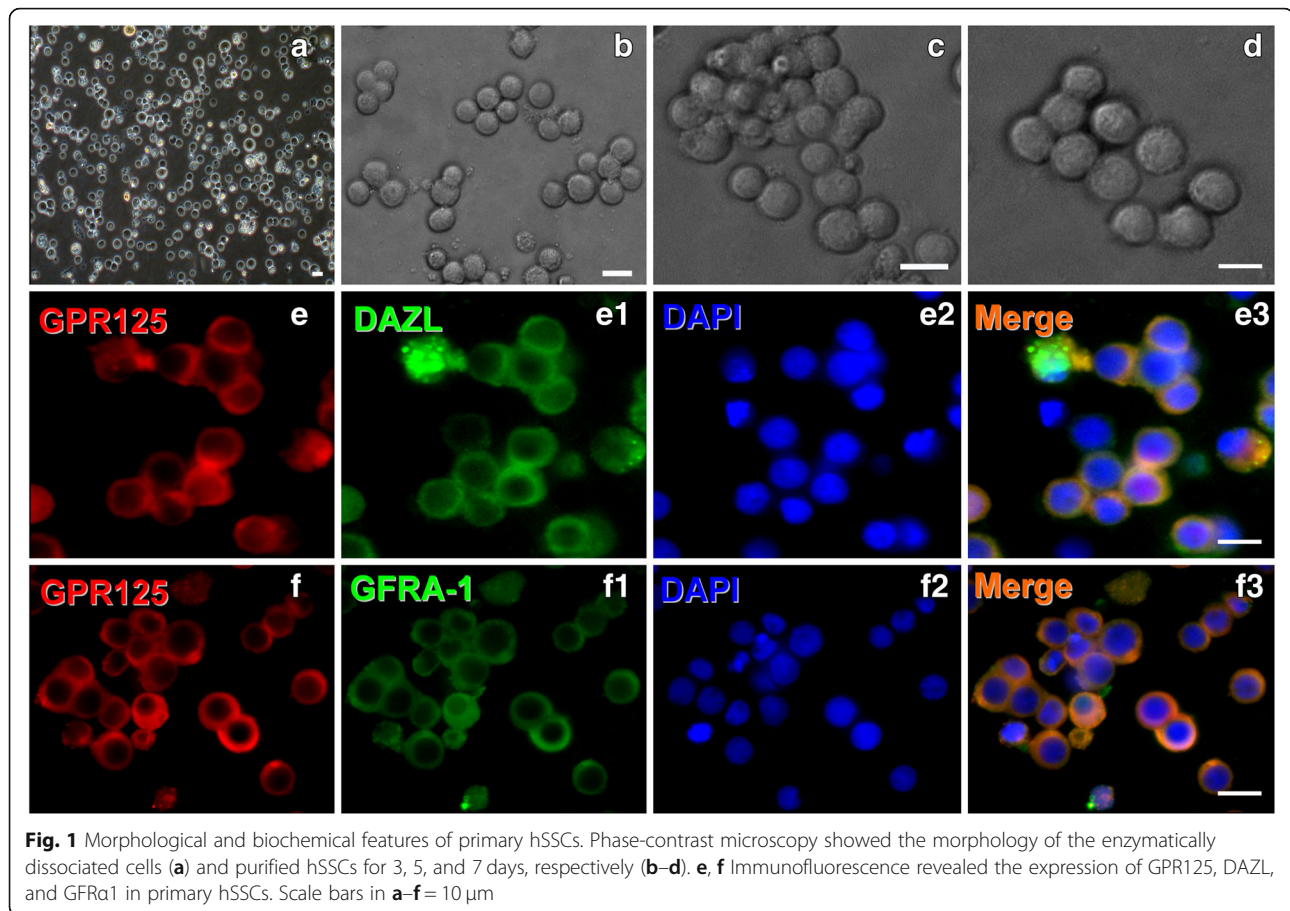 a
b
c
d
GPR125 e
DAZL e1
DAPI e2
Merge e3
GPR125 f
GFRA-1 f1
DAPI f2
Merge f3
Fig. 1 Morphological and biochemical features of primary hSSCs. Phase-contrast microscopy showed the morphology of the enzymatically
dissociated cells (a) and purified hSSCs for 3, 5, and 7 days, respectively (b–d). e, f Immunofluorescence revealed the expression of GPR125, DAZL,
and GFRα1 in primary hSSCs. Scale bars in a–f = 10 μm